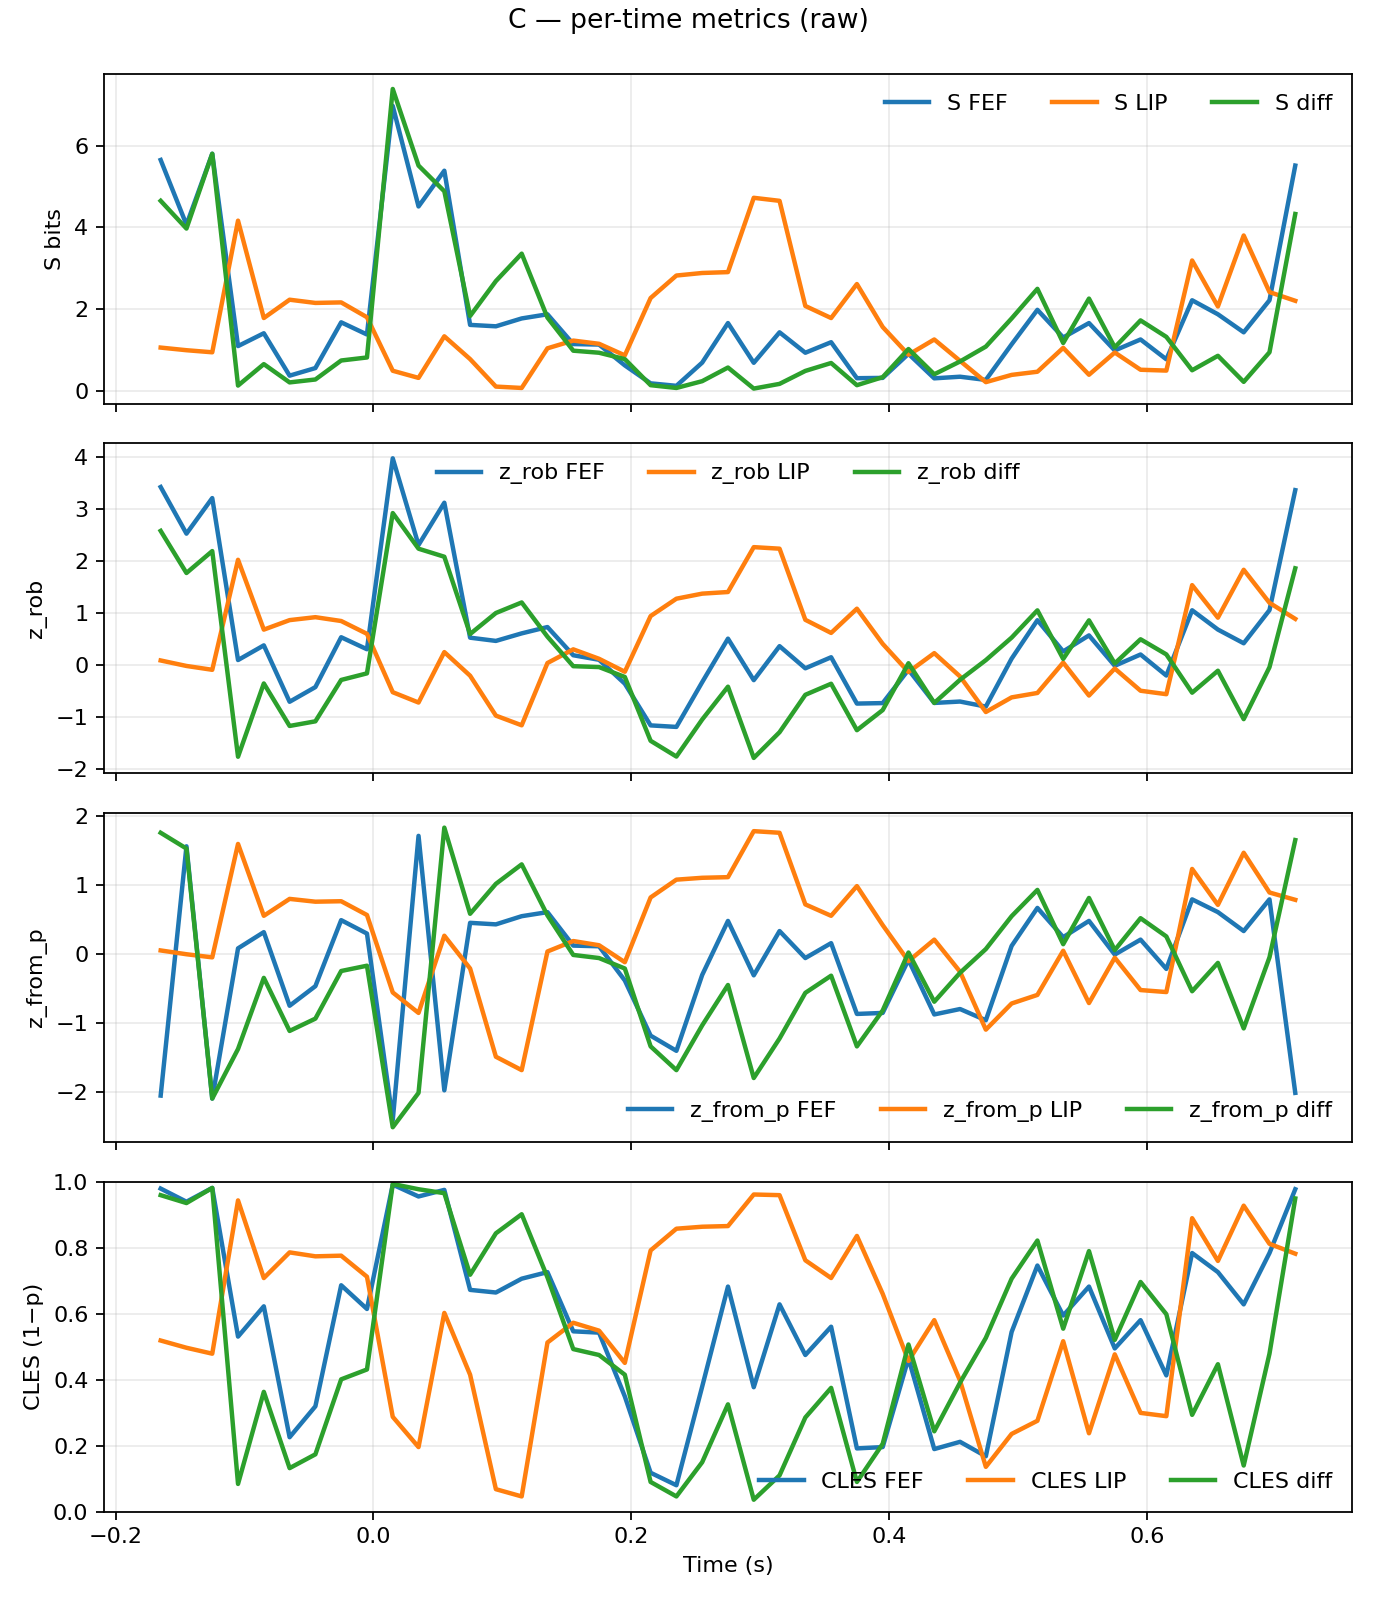 C — per-time metrics (raw)
S FEF S LIP S diff
6
4
2
0
S bits
z_rob FEF z_rob LIP z_rob diff
4
3
2
1
0
−1
−2
z_rob
2
1
0
−1
−2
z_from_p
z_from_p FEF z_from_p LIP z_from_p diff
1.0
0.8
0.6
0.4
0.2
0.0
CLES (1−p)
CLES FEF CLES LIP CLES diff
−0.2 0.0 0.2 0.4 0.6
Time (s)